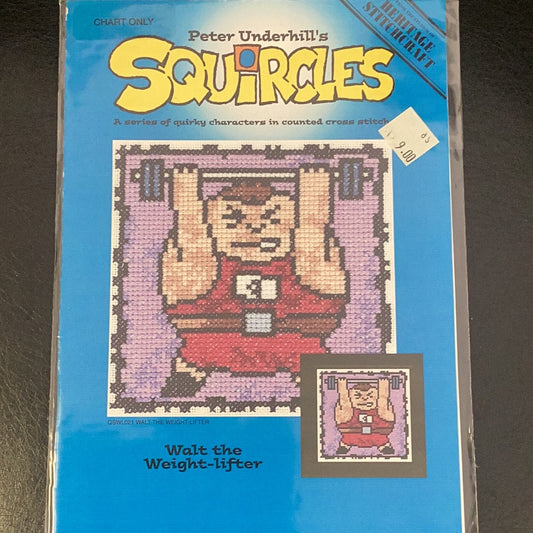 CHART ONLY
Peter Underhill's
SQUIRCLES
A series of quirky characters in counted cross stitch
HERITAGE
STITCHCRAFT
9.00
3
QSWL021 WALT THE WEIGHT-LIFTER
Walt the
Weight-lifter